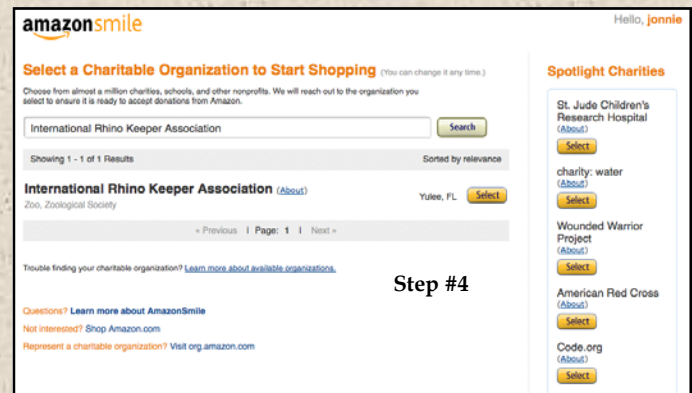 amazonsmile
Hello, jonnie
Select a Charitable Organization to Start Shopping (You can change it any time.)
Choose from almost a million charities, schools, and other nonprofits. We will reach out to the organization you
select to ensure it is ready to accept donations from Amazon.
International Rhino Keeper Association
Search
Showing 1 - 1 of 1 Results
Sorted by relevance
International Rhino Keeper Association (About)
Yulee, FL
Select
Zoo, Zoological Society
« Previous | Page: 1 | Next »
Trouble finding your charitable organization? Learn more about available organizations.
Step #4
Questions? Learn more about AmazonSmile
Not interested? Shop Amazon.com
Represent a charitable organization? Visit org.amazon.com
Spotlight Charities
St. Jude Children's
Research Hospital
(About)
Select
charity: water
(About)
Select
Wounded Warrior
Project
(About)
Select
American Red Cross
(About)
Select
Code.org
(About)
Select